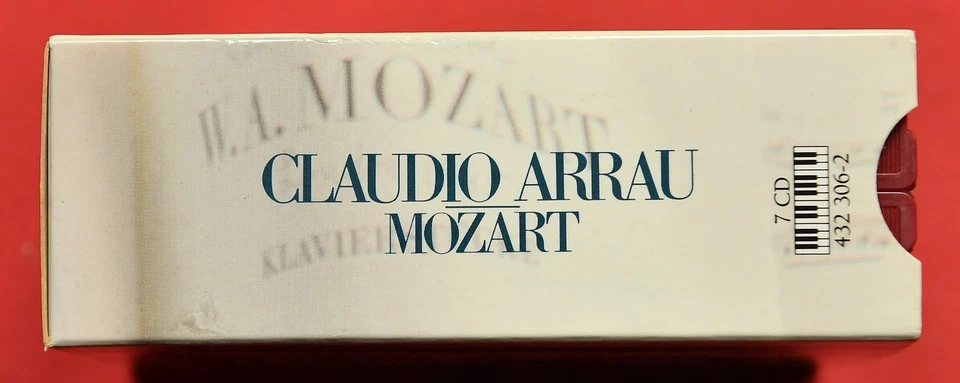 W.A. MOZART
CLAUDIO ARRAU
MOZART
7 CD
432 306-2